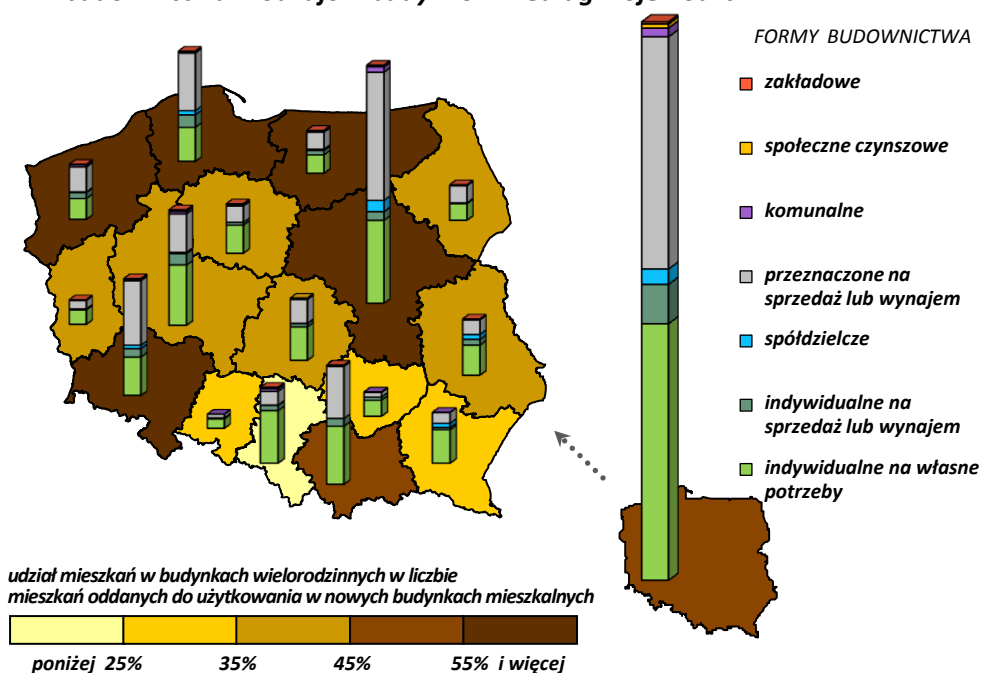 FORMY BUDOWNICTWA
zakładowe
społeczne czynszowe
komunalne
przeznaczone na
sprzedaż lub wynajem
spółdzielcze
indywidualne na
sprzedaż lub wynajem
indywidualne na własne
potrzeby
udział mieszkań w budynkach wielorodzinnych w liczbie
mieszkań oddanych do użytkowania w nowych budynkach mieszkalnych
poniżej 25% 35% 45% 55% i więcej